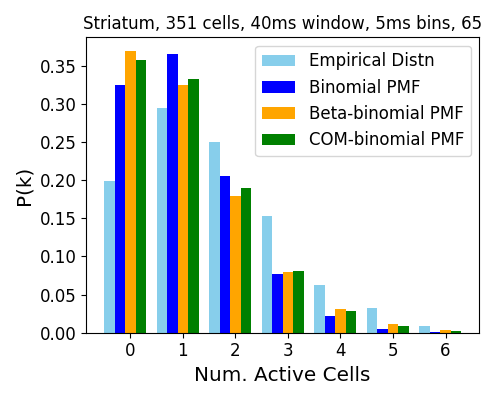 Striatum, 351 cells, 40ms window, 5ms bins, 65
Empirical Distn
Binomial PMF
Beta-binomial PMF
COM-binomial PMF
P(k)
0.35
0.30
0.25
0.20
0.15
0.10
0.05
0.00
0 1 2 3 4 5 6
Num. Active Cells